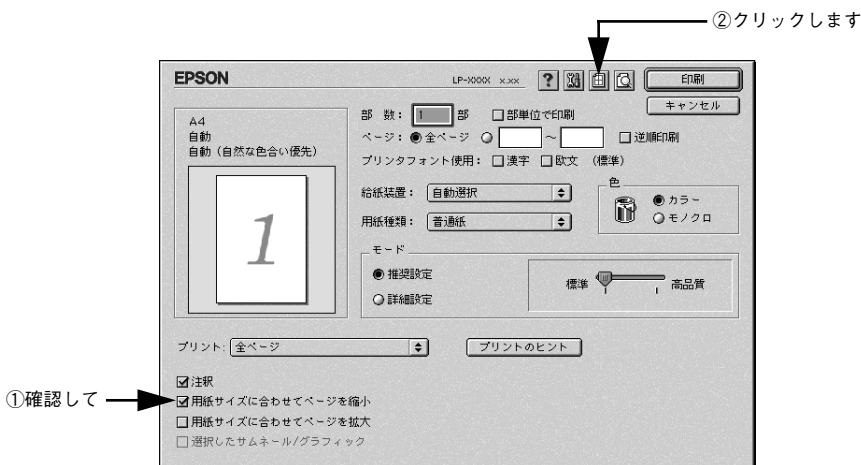 ②クリックします
EPSON LP-XXXX x.xx ? 印刷
キャンセル
A4
自動
自動（自然な色合い優先）
1
部 数： 1 部 部単位で印刷
ページ： 全ページ ～ 逆順印刷
プリンタフォント使用： 漢字 欧文 （標準）
給紙装置： 自動選択
用紙種類： 普通紙
色
カラー
モノクロ
モード
推奨設定
詳細設定
標準 高品質
プリント: 全ページ プリントのヒント
注釈
①確認して 用紙サイズに合わせてページを縮小
用紙サイズに合わせてページを拡大
選択したサムネール/グラフィック